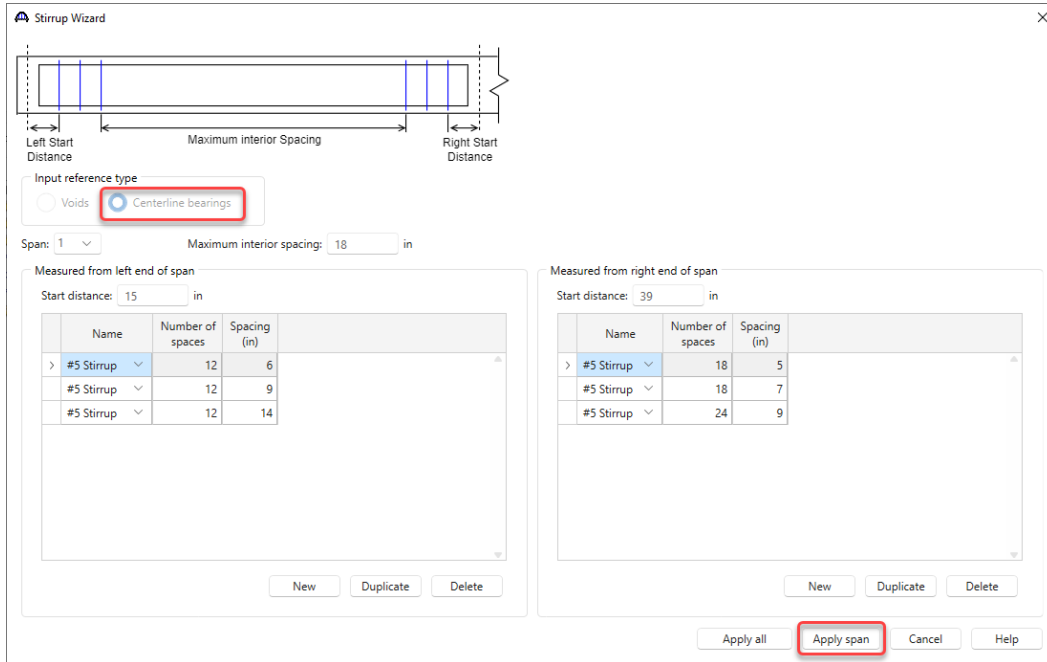 Stirrup Wizard
Left Start Distance
Maximum interior Spacing
Right Start Distance
Input reference type
Voids Centerline bearings
Span: 1 Maximum interior spacing: 18 in
Measured from left end of span
Start distance: 15 in
Name Number of spaces Spacing (in)
#5 Stirrup 12 6
#5 Stirrup 12 9
#5 Stirrup 12 14
New Duplicate Delete
Measured from right end of span
Start distance: 39 in
Name Number of spaces Spacing (in)
#5 Stirrup 18 5
#5 Stirrup 18 7
#5 Stirrup 24 9
New Duplicate Delete
Apply all Apply span Cancel Help